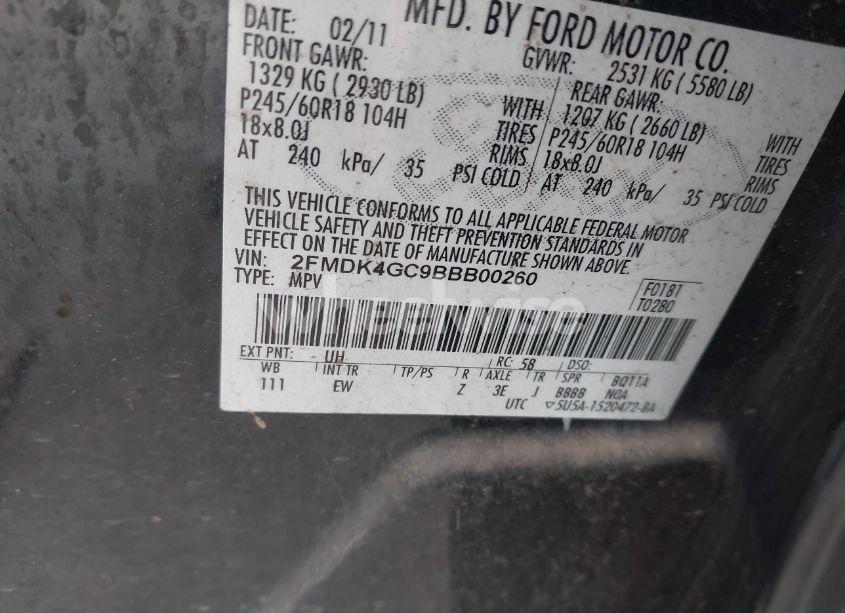 MFD. BY FORD MOTOR CO.
DATE: 02/11 GVWR: 2531 KG ( 5580 LB)
FRONT GAWR: REAR GAWR:
1329 KG ( 2930 LB) WITH 1207 KG ( 2660 LB) WITH
P245/60R18 104H TIRES P245/60R18 104H TIRES
18x8.0J RIMS 18x8.0J RIMS
AT 240 kPa/ 35 PSI COLD AT 240 kPa/ 35 PSI COLD
THIS VEHICLE CONFORMS TO ALL APPLICABLE FEDERAL MOTOR
VEHICLE SAFETY AND THEFT PREVENTION STANDARDS IN
EFFECT ON THE DATE OF MANUFACTURE SHOWN ABOVE.
VIN: 2FMDK4GC9BBB00260
TYPE: MPV F0181
T0280
EXT PNT: UH RC: 58 DSO:
WB INT TR TP/PS R AXLE TR SPR BQ11A
111 EW Z 3E J BBBB NOA
UTC ▽5U5A-1520472-BA